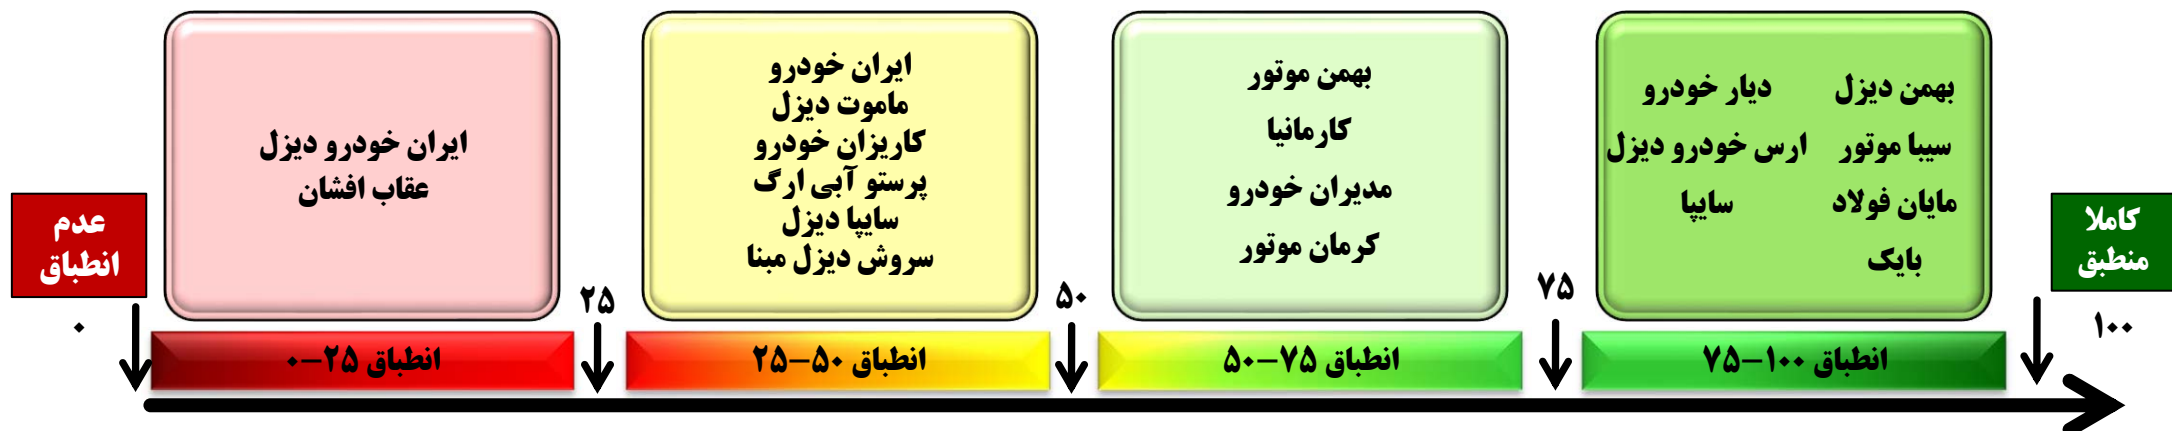 عدم
انطباق
۰
ایران خودرو دیزل
عقاب افشان
انطباق ۲۵-۰
۲۵
ایران خودرو
ماموت دیزل
کاریزان خودرو
پرستو آبی ارگ
سایپا دیزل
سروش دیزل مبنا
انطباق ۵۰-۲۵
۵۰
بهمن موتور
کارمانیا
مدیران خودرو
کرمان موتور
انطباق ۷۵-۵۰
۷۵
بهمن دیزل
سیبا موتور
مایان فولاد
بایک
دیار خودرو
ارس خودرو دیزل
سایپا
انطباق ۱۰۰-۷۵
کاملا
منطبق
۱۰۰